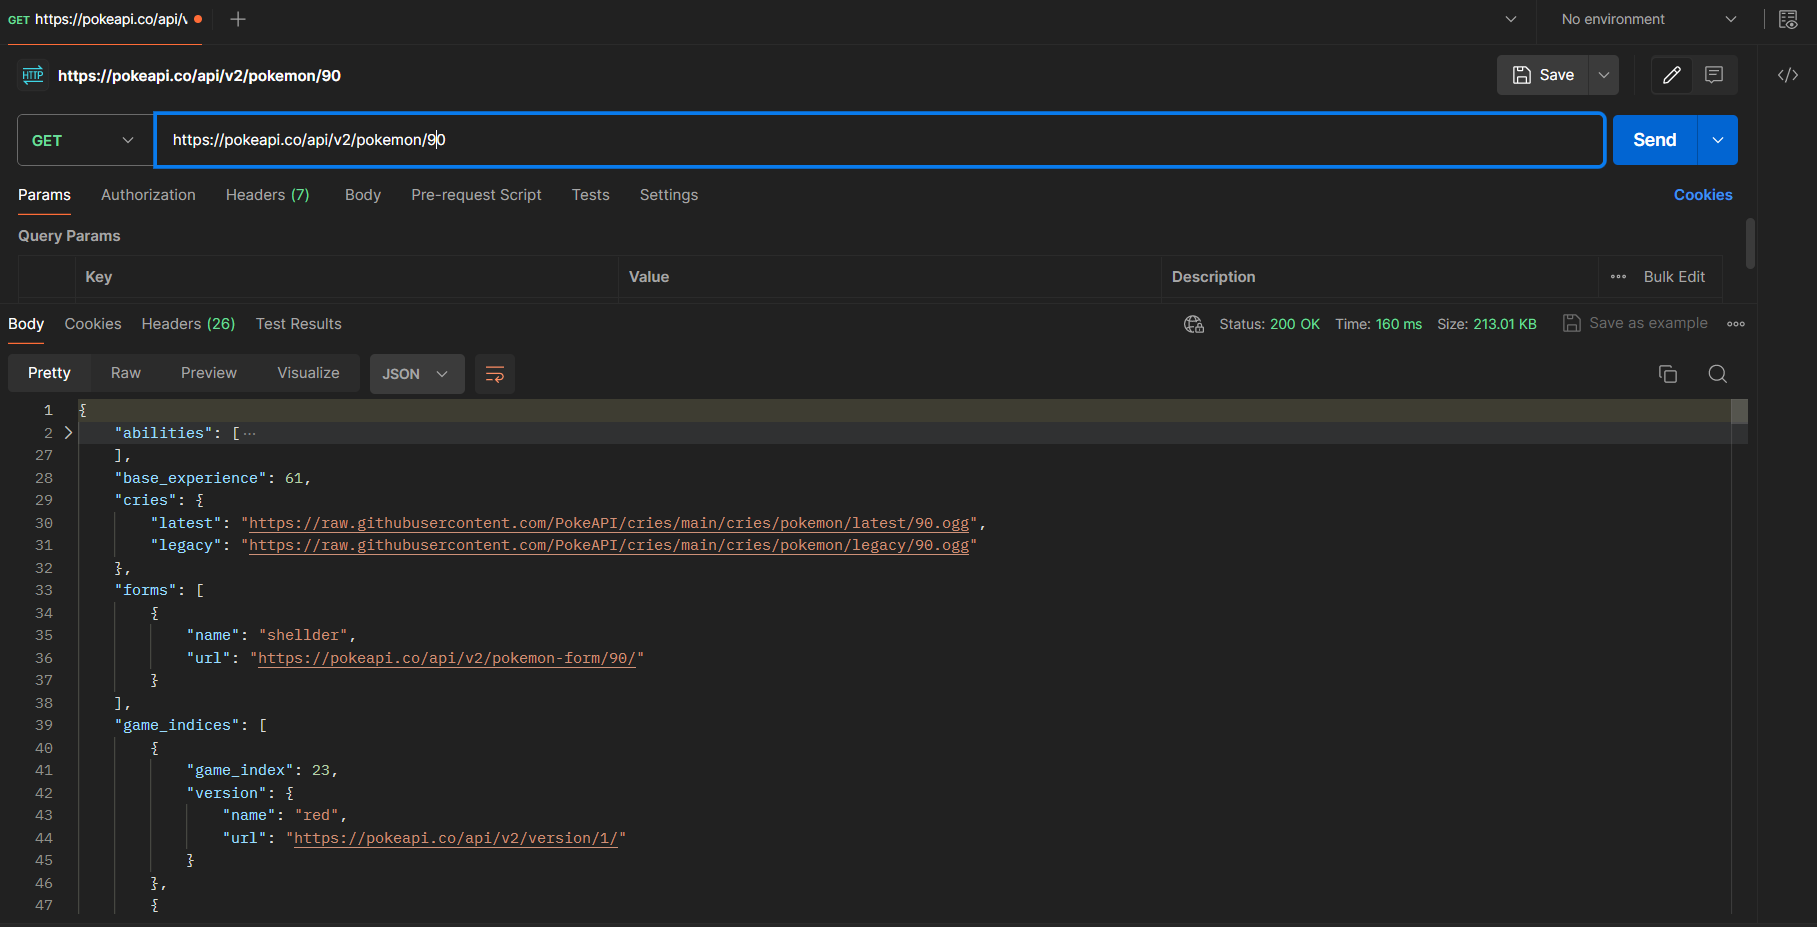 GET https://pokeapi.co/api/v
No environment
HTTP https://pokeapi.co/api/v2/pokemon/90
Save
GET https://pokeapi.co/api/v2/pokemon/90 Send
Params Authorization Headers (7) Body Pre-request Script Tests Settings Cookies
Query Params
Key Value Description Bulk Edit
Body Cookies Headers (26) Test Results Status: 200 OK Time: 160 ms Size: 213.01 KB Save as example
Pretty Raw Preview Visualize JSON
1 {
2 "abilities": [ ...
27 ],
28 "base_experience": 61,
29 "cries": {
30 "latest": "https://raw.githubusercontent.com/PokeAPI/cries/main/cries/pokemon/latest/90.ogg",
31 "legacy": "https://raw.githubusercontent.com/PokeAPI/cries/main/cries/pokemon/legacy/90.ogg"
32 },
33 "forms": [
34 {
35 "name": "shellder",
36 "url": "https://pokeapi.co/api/v2/pokemon-form/90/"
37 }
38 ],
39 "game_indices": [
40 {
41 "game_index": 23,
42 "version": {
43 "name": "red",
44 "url": "https://pokeapi.co/api/v2/version/1/"
45 }
46 },
47 {